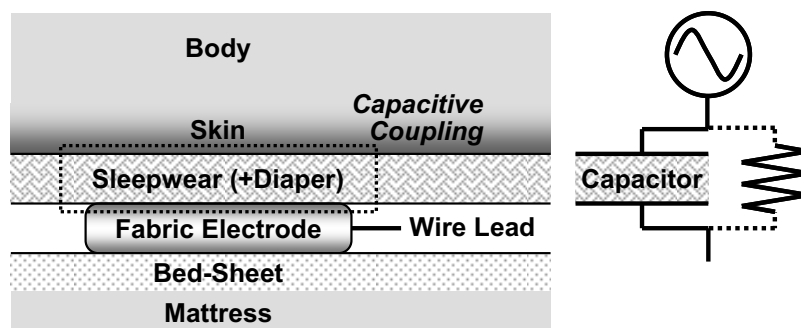 Body
Capacitive
Coupling
Skin
Sleepwear (+Diaper)
Capacitor
Fabric Electrode
Wire Lead
Bed-Sheet
Mattress